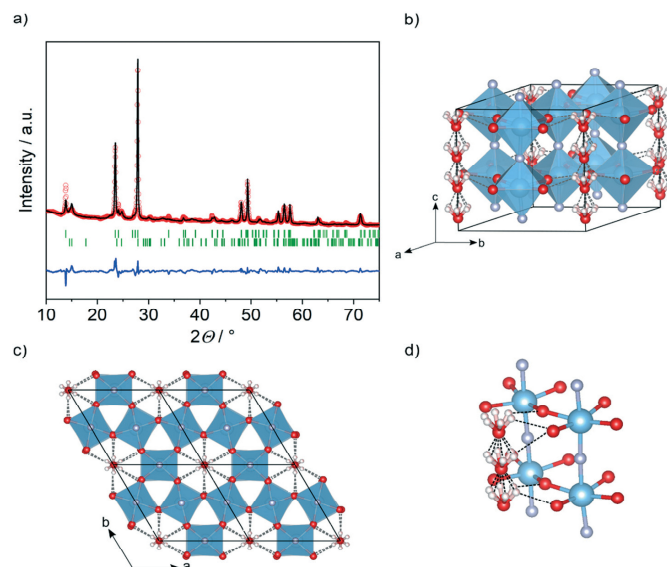 a)
Intensity / a.u.
10 20 30 40 50 60 70
2Θ / °
b)
c
a
b
c)
b
a
d)